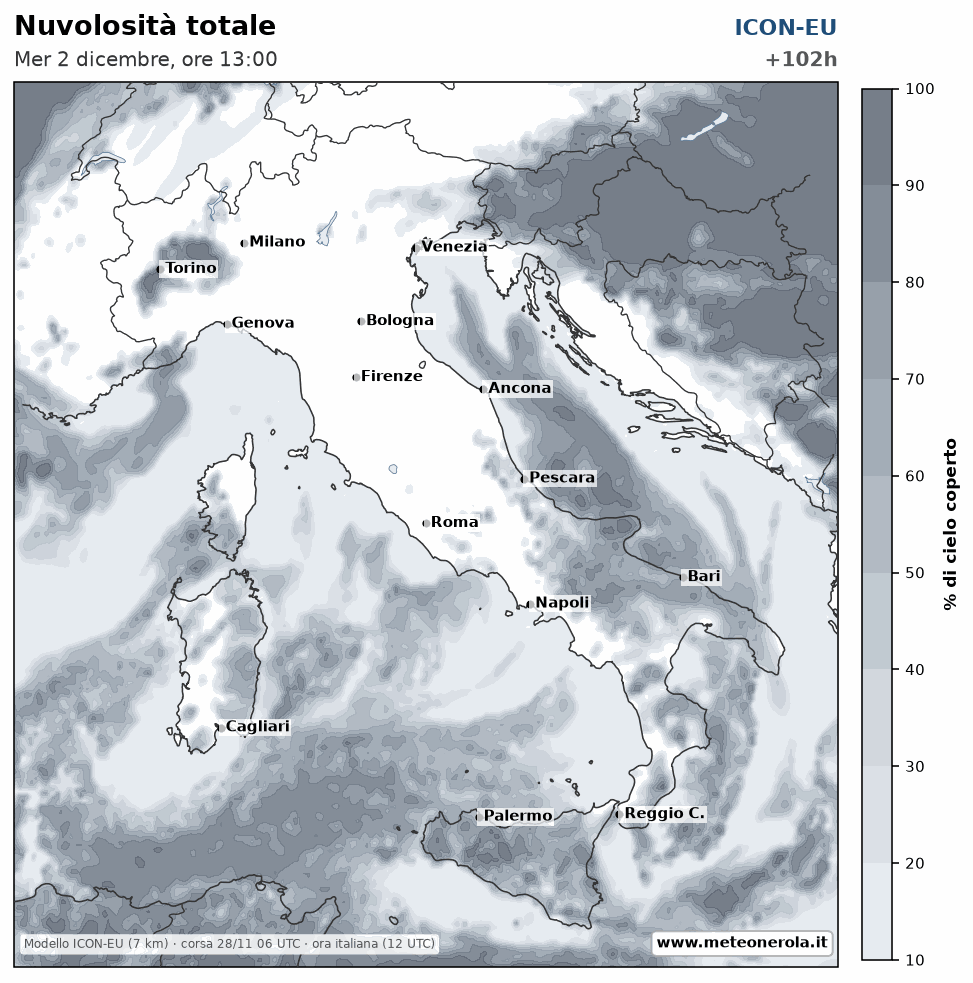 Nuvolosità totale
ICON-EU
Mer 2 dicembre, ore 13:00
+102h
100
90
80
70
60
50
40
30
20
10
% di cielo coperto
Milano
Venezia
Torino
Genova
Bologna
Firenze
Ancona
Pescara
Roma
Bari
Napoli
Cagliari
Palermo
Reggio C.
Modello ICON-EU (7 km) · corsa 28/11 06 UTC · ora italiana (12 UTC)
www.meteonerola.it